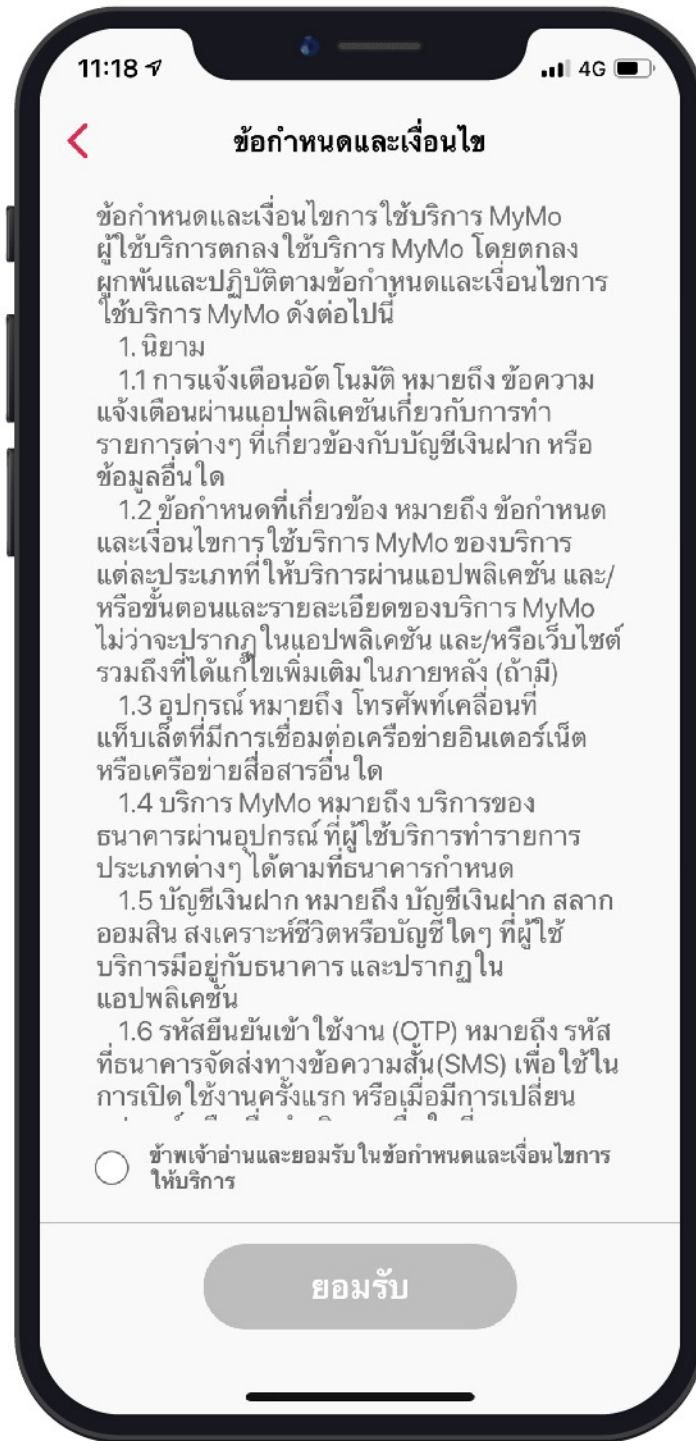 11:18
4G
ข้อกำหนดและเงื่อนไข
ข้อกำหนดและเงื่อนไขการใช้บริการ MyMo
ผู้ใช้บริการตกลงใช้บริการ MyMo โดยตกลง
ผูกพันและปฏิบัติตามข้อกำหนดและเงื่อนไขการ
ใช้บริการ MyMo ดังต่อไปนี้
1. นิยาม
1.1 การแจ้งเตือนอัตโนมัติ หมายถึง ข้อความ
แจ้งเตือนผ่านแอปพลิเคชันเกี่ยวกับการทำ
รายการต่างๆ ที่เกี่ยวข้องกับบัญชีเงินฝาก หรือ
ข้อมูลอื่นใด
1.2 ข้อกำหนดที่เกี่ยวข้อง หมายถึง ข้อกำหนด
และเงื่อนไขการใช้บริการ MyMo ของบริการ
แต่ละประเภทที่ให้บริการผ่านแอปพลิเคชัน และ/
หรือขั้นตอนและรายละเอียดของบริการ MyMo
ไม่ว่าจะปรากฏในแอปพลิเคชัน และ/หรือเว็บไซต์
รวมถึงที่ได้แก้ไขเพิ่มเติมในภายหลัง (ถ้ามี)
1.3 อุปกรณ์ หมายถึง โทรศัพท์เคลื่อนที่
แท็บเล็ตที่มีการเชื่อมต่อเครือข่ายอินเตอร์เน็ต
หรือเครือข่ายสื่อสารอื่นใด
1.4 บริการ MyMo หมายถึง บริการของ
ธนาคารผ่านอุปกรณ์ ที่ผู้ใช้บริการทำรายการ
ประเภทต่างๆ ได้ตามที่ธนาคารกำหนด
1.5 บัญชีเงินฝาก หมายถึง บัญชีเงินฝาก สลาก
ออมสิน สงเคราะห์ชีวิตหรือบัญชีใดๆ ที่ผู้ใช้
บริการมีอยู่กับธนาคาร และปรากฏใน
แอปพลิเคชัน
1.6 รหัสยืนยันเข้าใช้งาน (OTP) หมายถึง รหัส
ที่ธนาคารจัดส่งทางข้อความสั้น(SMS) เพื่อใช้ใน
การเปิดใช้งานครั้งแรก หรือเมื่อมีการเปลี่ยน
ข้าพเจ้าอ่านและยอมรับในข้อกำหนดและเงื่อนไขการ
ให้บริการ
ยอมรับ